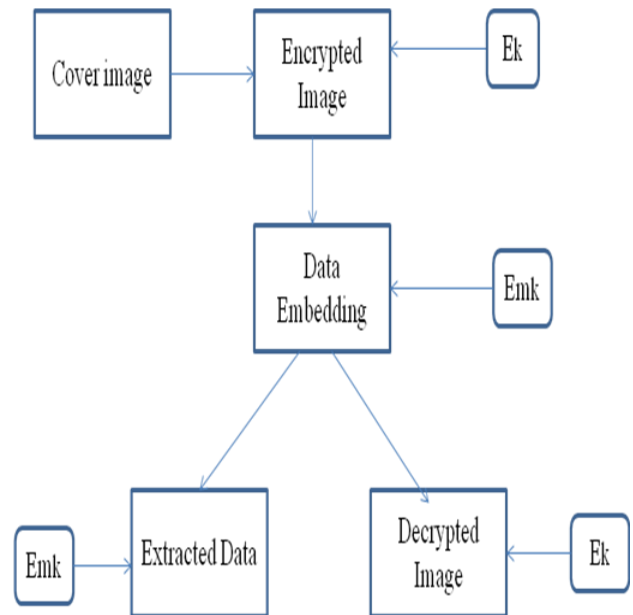 Cover image
Encrypted
Image
Ek
Data
Embedding
Emk
Emk
Extracted Data
Decrypted
Image
Ek